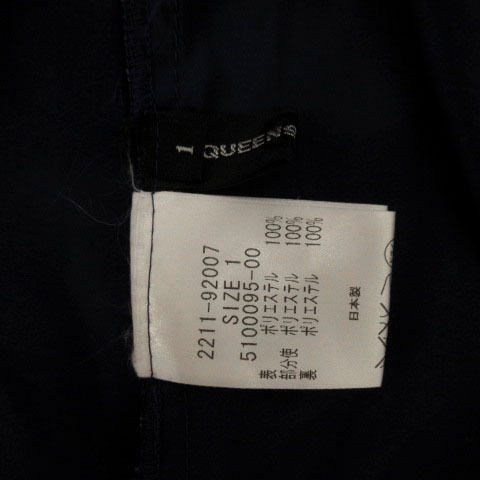 1 QUEENS
2211-92007
SIZE 1
5100095-00
表 ポリエステル 100%
部分使 ポリエステル 100%
裏 ポリエステル 100%
日本製